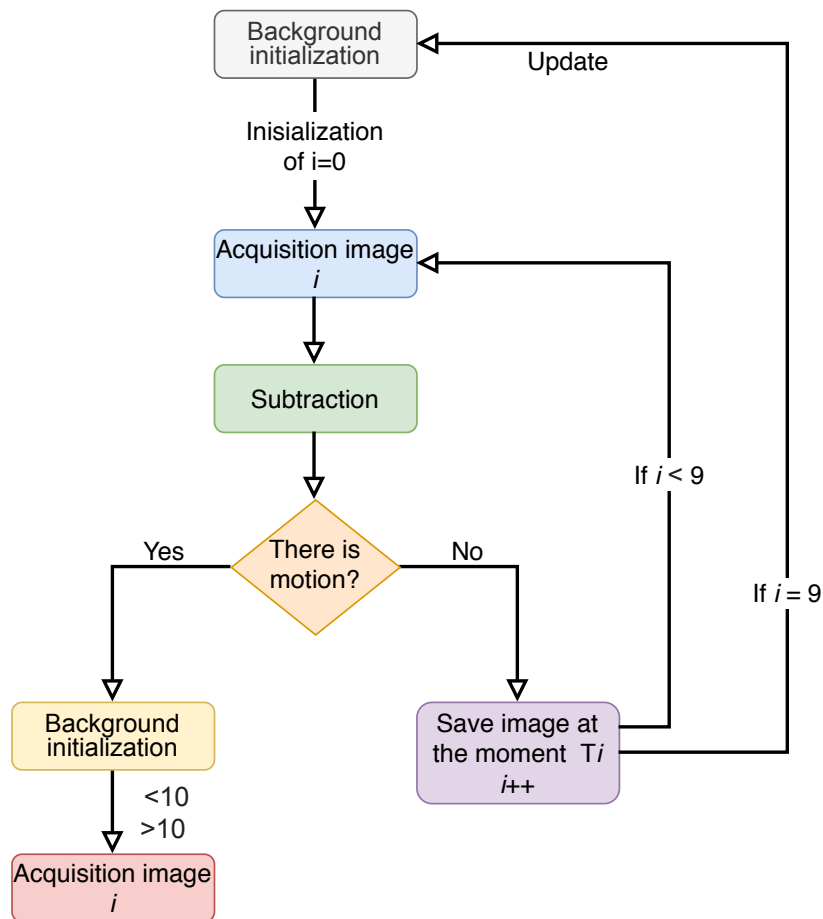 Background
initialization
Update
Inisialization
of i=0
Acquisition image
i
Subtraction
If i < 9
There is
motion?
Yes
No
If i = 9
Background
initialization
Save image at
the moment Ti
i++
<10
>10
Acquisition image
i